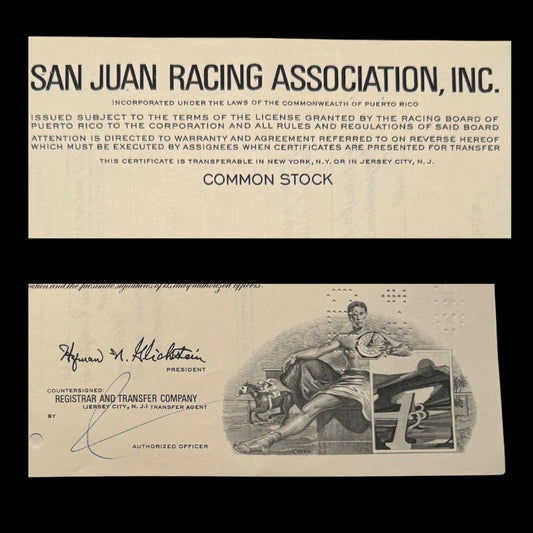 SAN JUAN RACING ASSOCIATION, INC.
INCORPORATED UNDER THE LAWS OF THE COMMONWEALTH OF PUERTO RICO
ISSUED SUBJECT TO THE TERMS OF THE LICENSE GRANTED BY THE RACING BOARD OF
PUERTO RICO TO THE CORPORATION AND ALL RULES AND REGULATIONS OF SAID BOARD
ATTENTION IS DIRECTED TO WARRANTY AND AGREEMENT REFERRED TO ON REVERSE HEREOF
WHICH MUST BE EXECUTED BY ASSIGNEES WHEN CERTIFICATES ARE PRESENTED FOR TRANSFER
THIS CERTIFICATE IS TRANSFERABLE IN NEW YORK, N.Y. OR IN JERSEY CITY, N. J.
COMMON STOCK
and the facsimile signatures of its duly authorized officers.
Hyman N. Glickstein
PRESIDENT
COUNTERSIGNED:
REGISTRAR AND TRANSFER COMPANY
(JERSEY CITY, N. J.) TRANSFER AGENT
BY
AUTHORIZED OFFICER
1